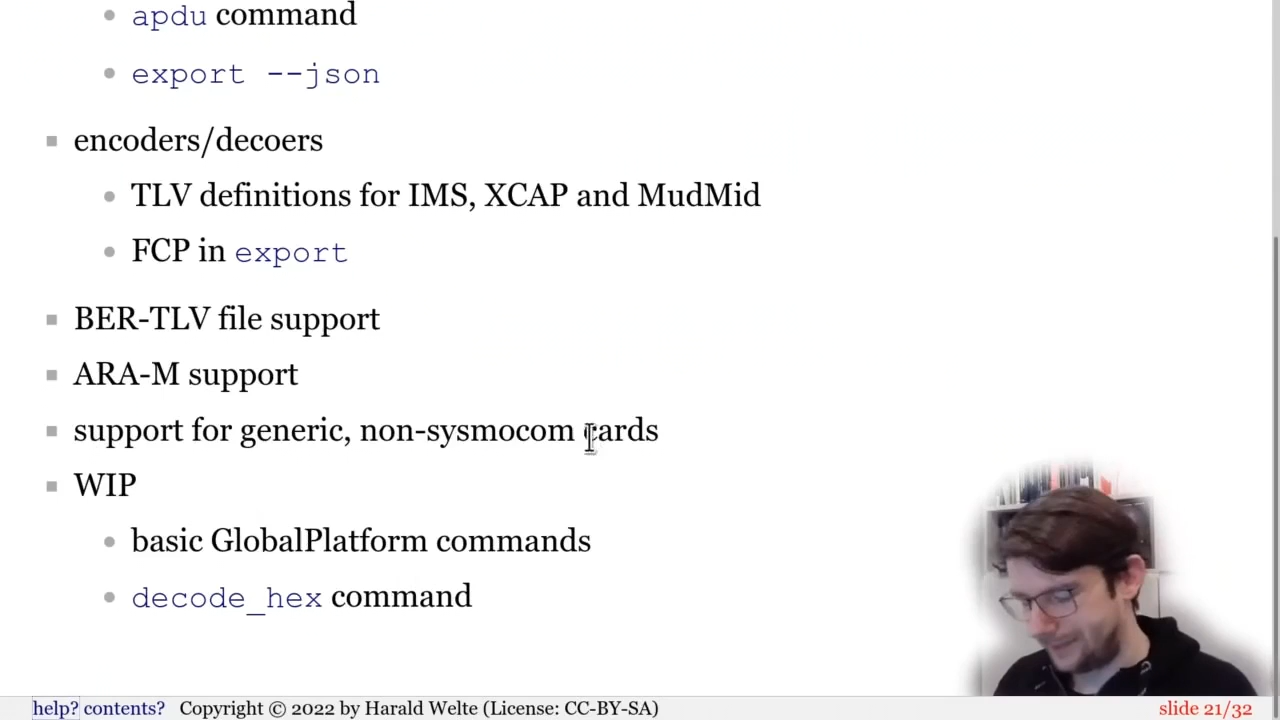 apdu command
export --json
encoders/decoers
TLV definitions for IMS, XCAP and MudMid
FCP in export
BER-TLV file support
ARA-M support
support for generic, non-sysmocom cards
WIP
basic GlobalPlatform commands
decode_hex command
help? contents? Copyright © 2022 by Harald Welte (License: CC-BY-SA) slide 21/32